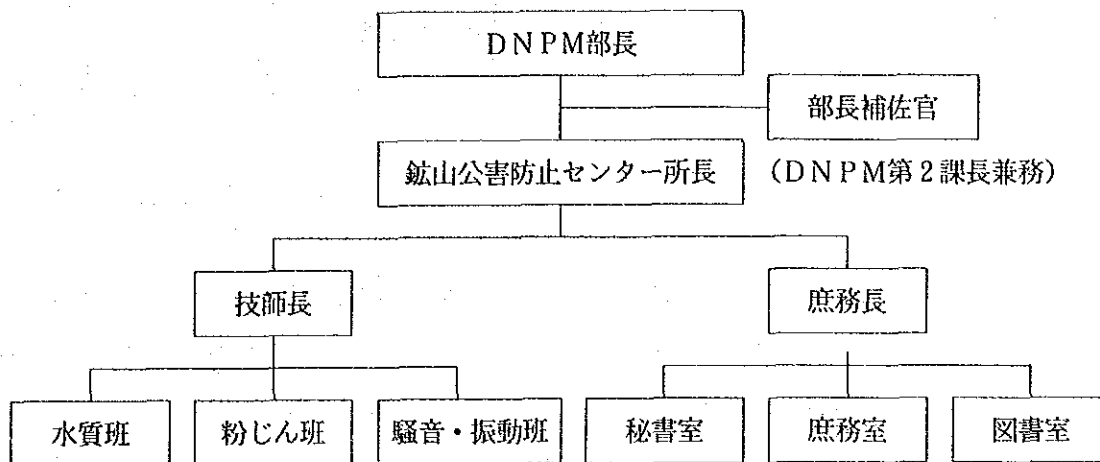 DNPM部長
部長補佐官
鉱山公害防止センター所長
(DNPM第2課長兼務)
技師長
庶務長
水質班
粉じん班
騒音・振動班
秘書室
庶務室
図書室